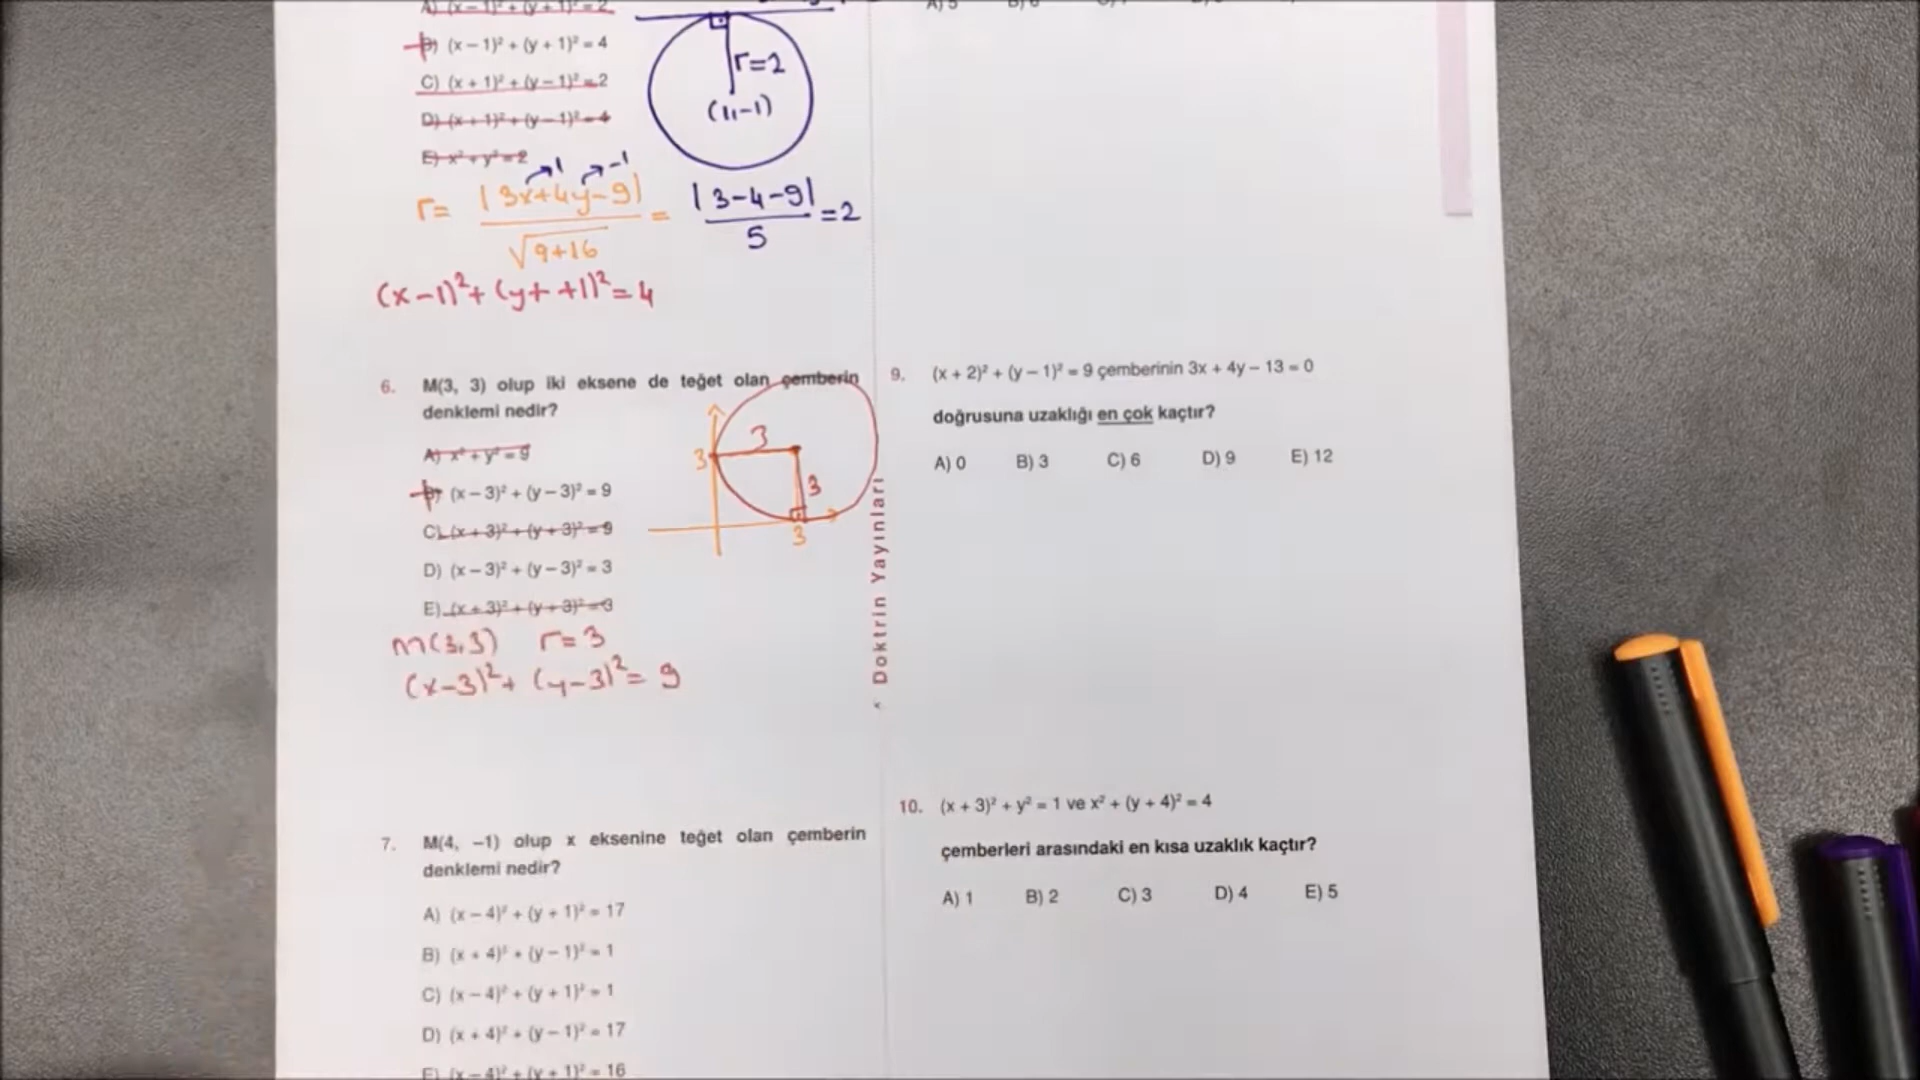 A) (x – 1)² + (y + 1)² = 2
B) (x – 1)² + (y + 1)² = 4
C) (x + 1)² + (y – 1)² = 2
D) (x + 1)² + (y – 1)² = 4
E) x² + y² = 2
r=2
(1,-1)
1 -1
r= |3x+4y-9| / √9+16 = |3-4-9| / 5 =2
(x-1)²+(y+ +1)²=4
6. M(3, 3) olup iki eksene de teğet olan çemberin
denklemi nedir?
A) x² + y² = 9
B) (x – 3)² + (y – 3)² = 9
C) (x + 3)² + (y + 3)² = 9
D) (x – 3)² + (y – 3)² = 3
E) (x + 3)² + (y + 3)² = 3
3
3
3
3
M(3,3) r=3
(x-3)²+ (y-3)²= 9
7. M(4, –1) olup x eksenine teğet olan çemberin
denklemi nedir?
A) (x – 4)² + (y + 1)² = 17
B) (x + 4)² + (y – 1)² = 1
C) (x – 4)² + (y + 1)² = 1
D) (x + 4)² + (y – 1)² = 17
E) (x – 4)² + (y + 1)² = 16
Doktrin Yayınları
A) 5
9. (x + 2)² + (y – 1)² = 9 çemberinin 3x + 4y – 13 = 0
doğrusuna uzaklığı en çok kaçtır?
A) 0 B) 3 C) 6 D) 9 E) 12
10. (x + 3)² + y² = 1 ve x² + (y + 4)² = 4
çemberleri arasındaki en kısa uzaklık kaçtır?
A) 1 B) 2 C) 3 D) 4 E) 5